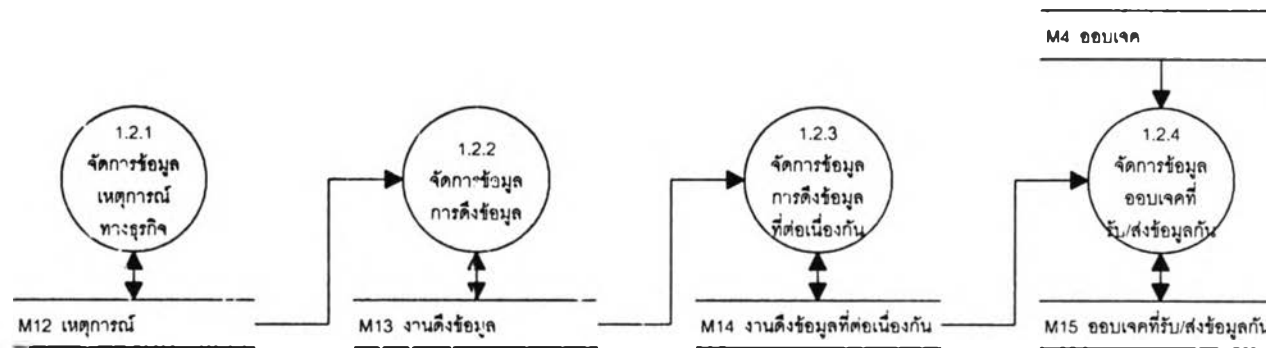 M4 ออบเจค
1.2.1
จัดการข้อมูล
เหตุการณ์
ทางธุรกิจ
1.2.2
จัดการข้อมูล
การดึงข้อมูล
1.2.3
จัดการข้อมูล
การดึงข้อมูล
ที่ต่อเนื่องกัน
1.2.4
จัดการข้อมูล
ออบเจคที่
รับ/ส่งข้อมูลกัน
M12 เหตุการณ์
M13 งานดึงข้อมูล
M14 งานดึงข้อมูลที่ต่อเนื่องกัน
M15 ออบเจคที่รับ/ส่งข้อมูลกัน